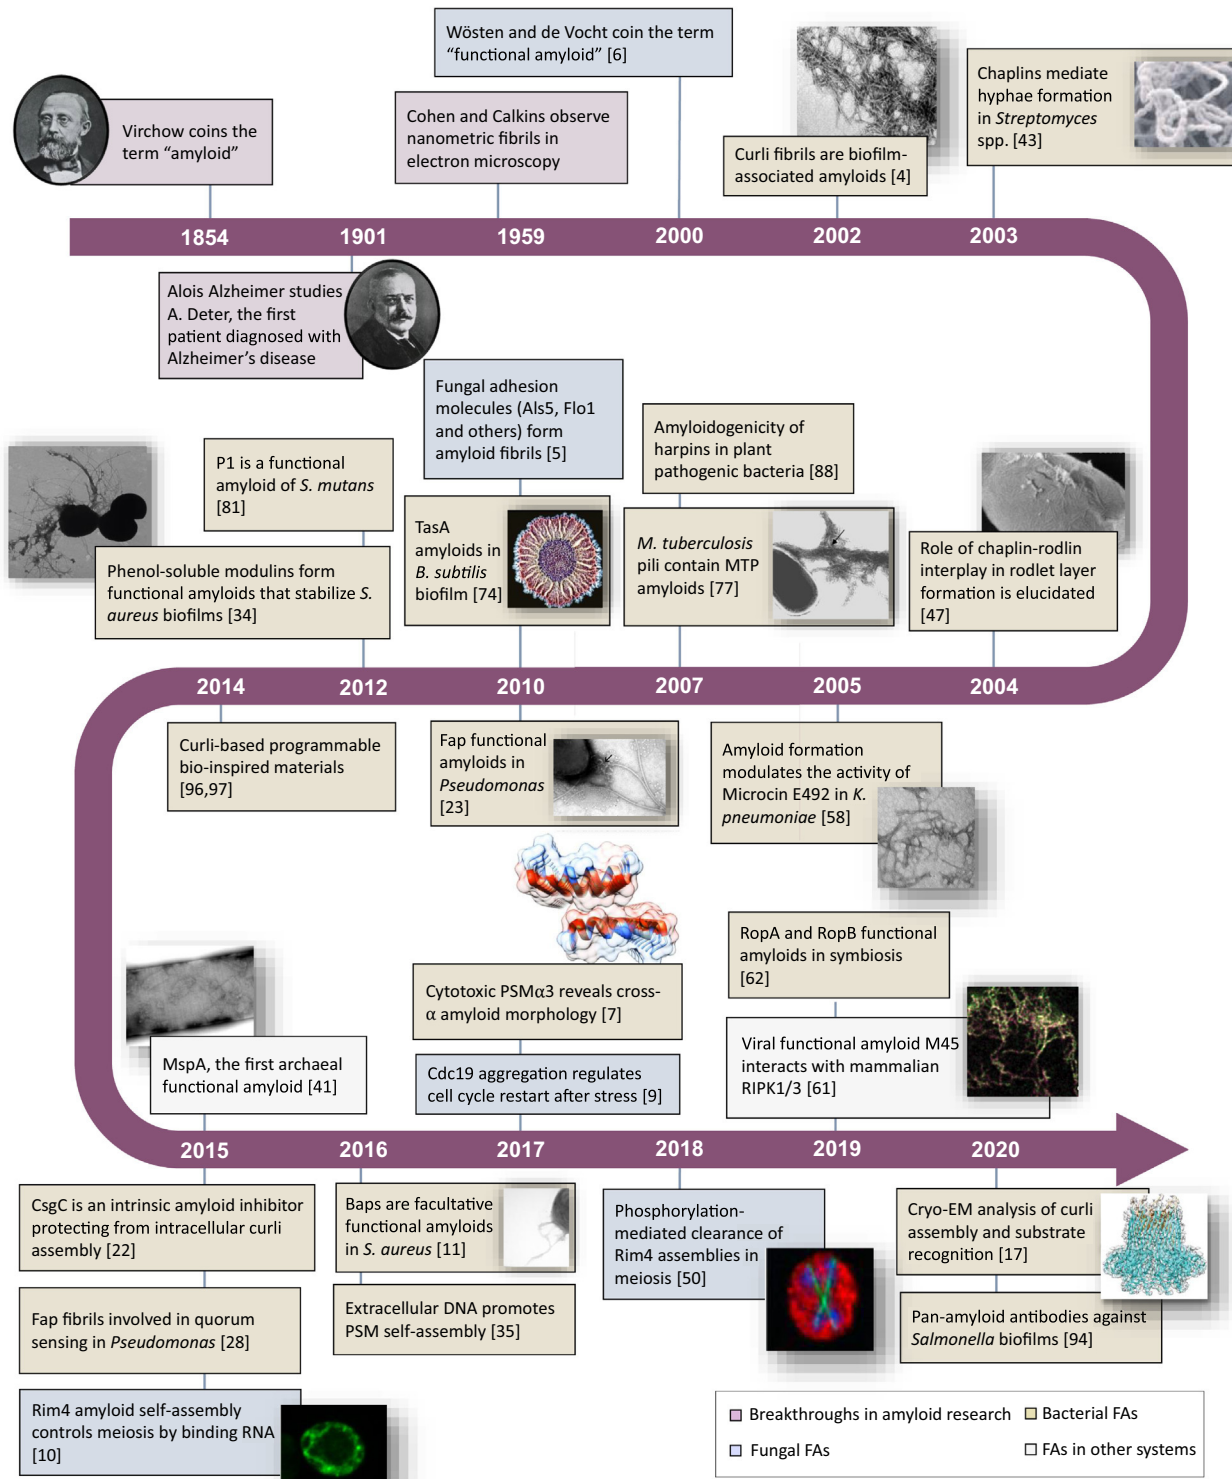 Wösten and de Vocht coin the term
“functional amyloid” [6]
Virchow coins the
term “amyloid”
Cohen and Calkins observe
nanometric fibrils in
electron microscopy
Curli fibrils are biofilm-
associated amyloids [4]
Chaplins mediate
hyphae formation
in Streptomyces
spp. [43]
1854
1901
1959
2000
2002
2003
Alois Alzheimer studies
A. Deter, the first
patient diagnosed with
Alzheimer’s disease
P1 is a functional
amyloid of S. mutans
[81]
Phenol-soluble modulins form
functional amyloids that stabilize S.
aureus biofilms [34]
Fungal adhesion
molecules (Als5, Flo1
and others) form
amyloid fibrils [5]
TasA
amyloids in
B. subtilis
biofilm [74]
Amyloidogenicity of
harpins in plant
pathogenic bacteria [88]
M. tuberculosis
pili contain MTP
amyloids [77]
Role of chaplin-rodlin
interplay in rodlet layer
formation is elucidated
[47]
2014
2012
2010
2007
2005
2004
Curli-based programmable
bio-inspired materials
[96,97]
Fap functional
amyloids in
Pseudomonas
[23]
Amyloid formation
modulates the activity of
Microcin E492 in K.
pneumoniae [58]
MspA, the first archaeal
functional amyloid [41]
Cytotoxic PSMα3 reveals cross-
α amyloid morphology [7]
Cdc19 aggregation regulates
cell cycle restart after stress [9]
RopA and RopB functional
amyloids in symbiosis
[62]
Viral functional amyloid M45
interacts with mammalian
RIPK1/3 [61]
2015
2016
2017
2018
2019
2020
CsgC is an intrinsic amyloid inhibitor
protecting from intracellular curli
assembly [22]
Fap fibrils involved in quorum
sensing in Pseudomonas [28]
Rim4 amyloid self-assembly
controls meiosis by binding RNA
[10]
Baps are facultative
functional amyloids
in S. aureus [11]
Extracellular DNA promotes
PSM self-assembly [35]
Phosphorylation-
mediated clearance of
Rim4 assemblies in
meiosis [50]
Cryo-EM analysis of curli
assembly and substrate
recognition [17]
Pan-amyloid antibodies against
Salmonella biofilms [94]
Breakthroughs in amyloid research
Bacterial FAs
Fungal FAs
FAs in other systems